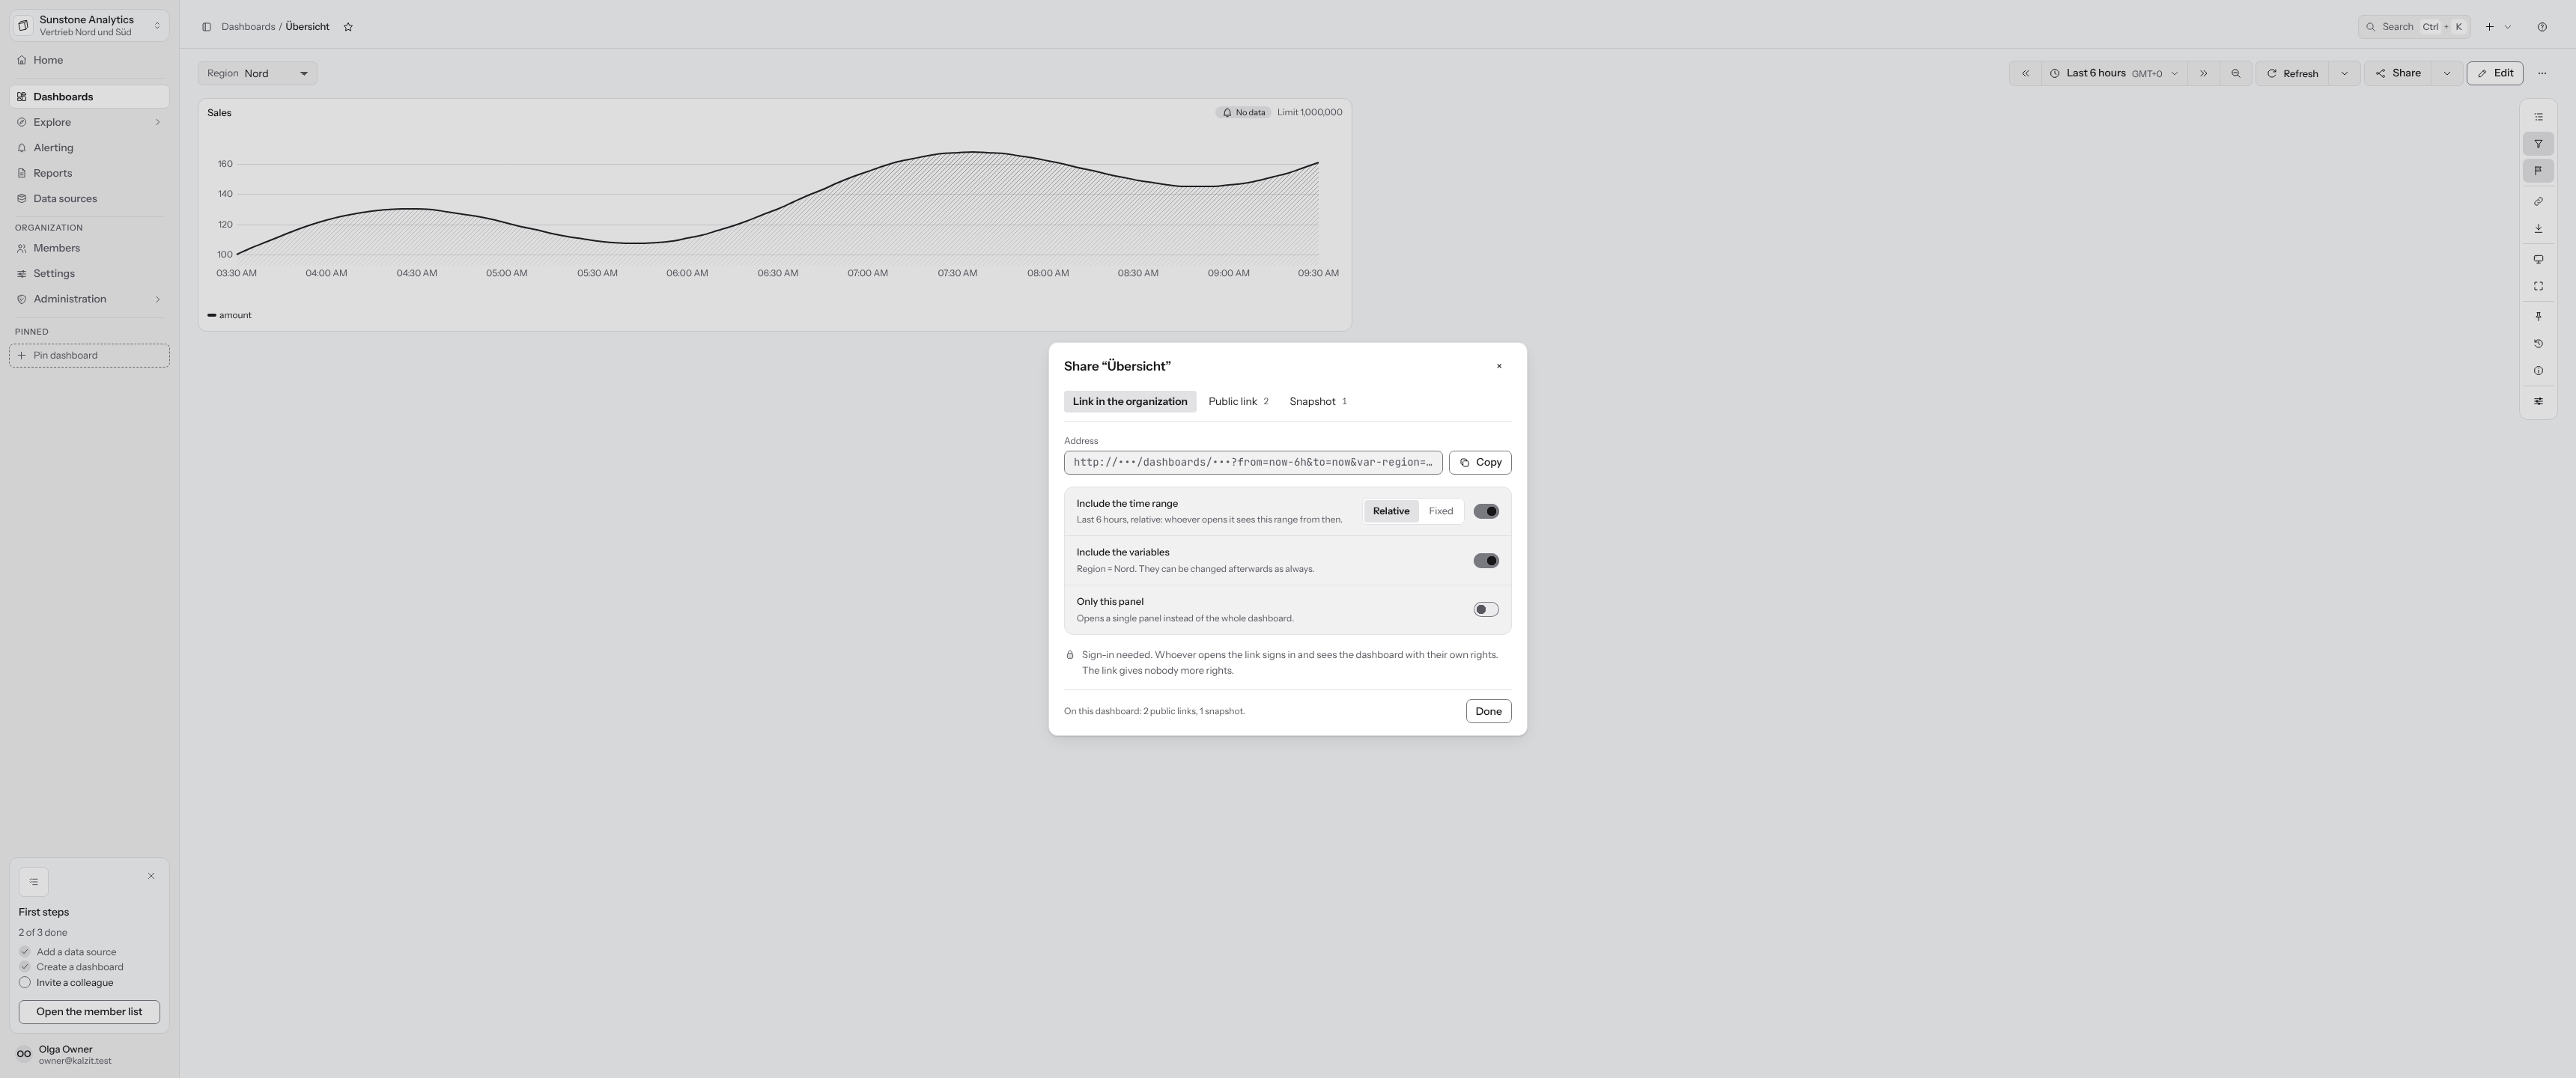 Sunstone Analytics
Vertrieb Nord und Süd
Home
Dashboards
Explore
Alerting
Reports
Data sources
ORGANIZATION
Members
Settings
Administration
PINNED
Pin dashboard
First steps
2 of 3 done
Add a data source
Create a dashboard
Invite a colleague
Open the member list
OO
Olga Owner
owner@kalzit.test
Dashboards / Übersicht
Search Ctrl + K
Region Nord
Last 6 hours GMT+0
Refresh
Share
Edit
Sales
No data
Limit 1,000,000
160
140
120
100
03:30 AM 04:00 AM 04:30 AM 05:00 AM 05:30 AM 06:00 AM 06:30 AM 07:00 AM 07:30 AM 08:00 AM 08:30 AM 09:00 AM 09:30 AM
amount
Share “Übersicht”
Link in the organization Public link 2 Snapshot 1
Address
http://···/dashboards/···?from=now-6h&to=now&var-region=…
Copy
Include the time range
Last 6 hours, relative: whoever opens it sees this range from then.
Relative Fixed
Include the variables
Region = Nord. They can be changed afterwards as always.
Only this panel
Opens a single panel instead of the whole dashboard.
Sign-in needed. Whoever opens the link signs in and sees the dashboard with their own rights.
The link gives nobody more rights.
On this dashboard: 2 public links, 1 snapshot.
Done